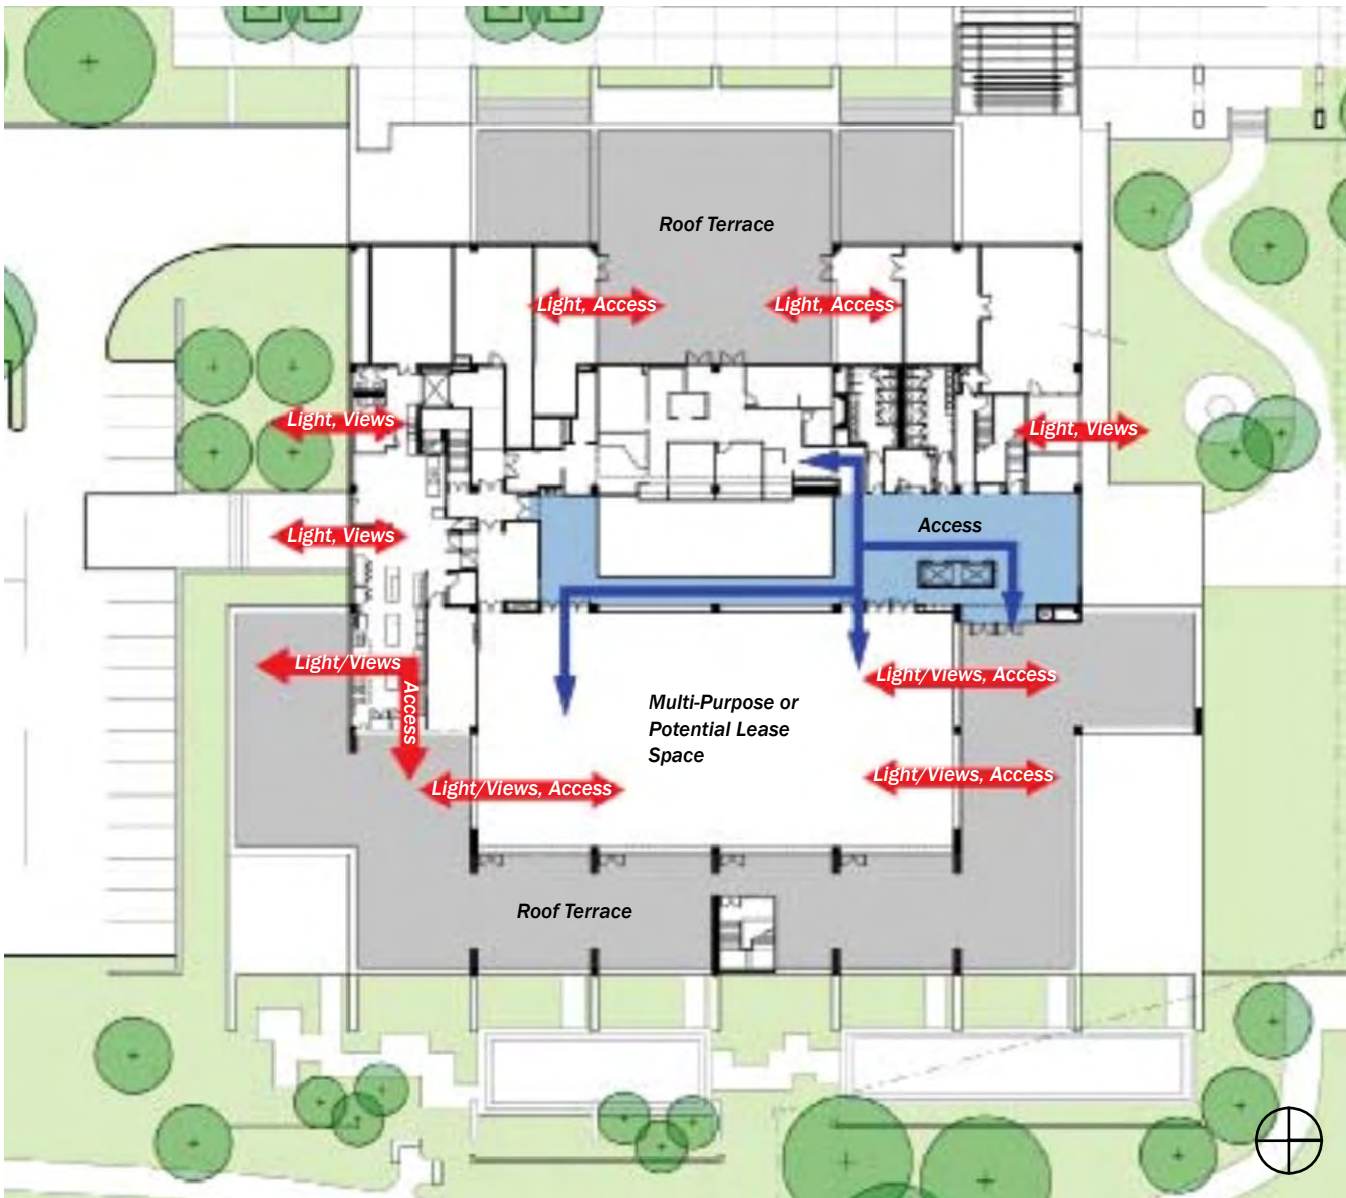 Roof Terrace
Light, Access
Light, Access
Light, Views
Light, Views
Access
Light, Views
Light/Views
Access
Light/Views, Access
Multi-Purpose or
Potential Lease
Space
Light/Views, Access
Light/Views, Access
Roof Terrace